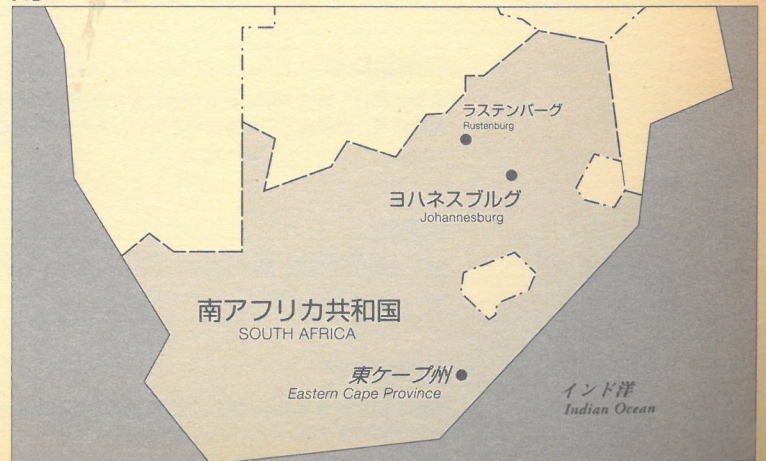 ラステンバーグ
Rustenburg
ヨハネスブルグ
Johannesburg
南アフリカ共和国
SOUTH AFRICA
東ケープ州
Eastern Cape Province
インド洋
Indian Ocean